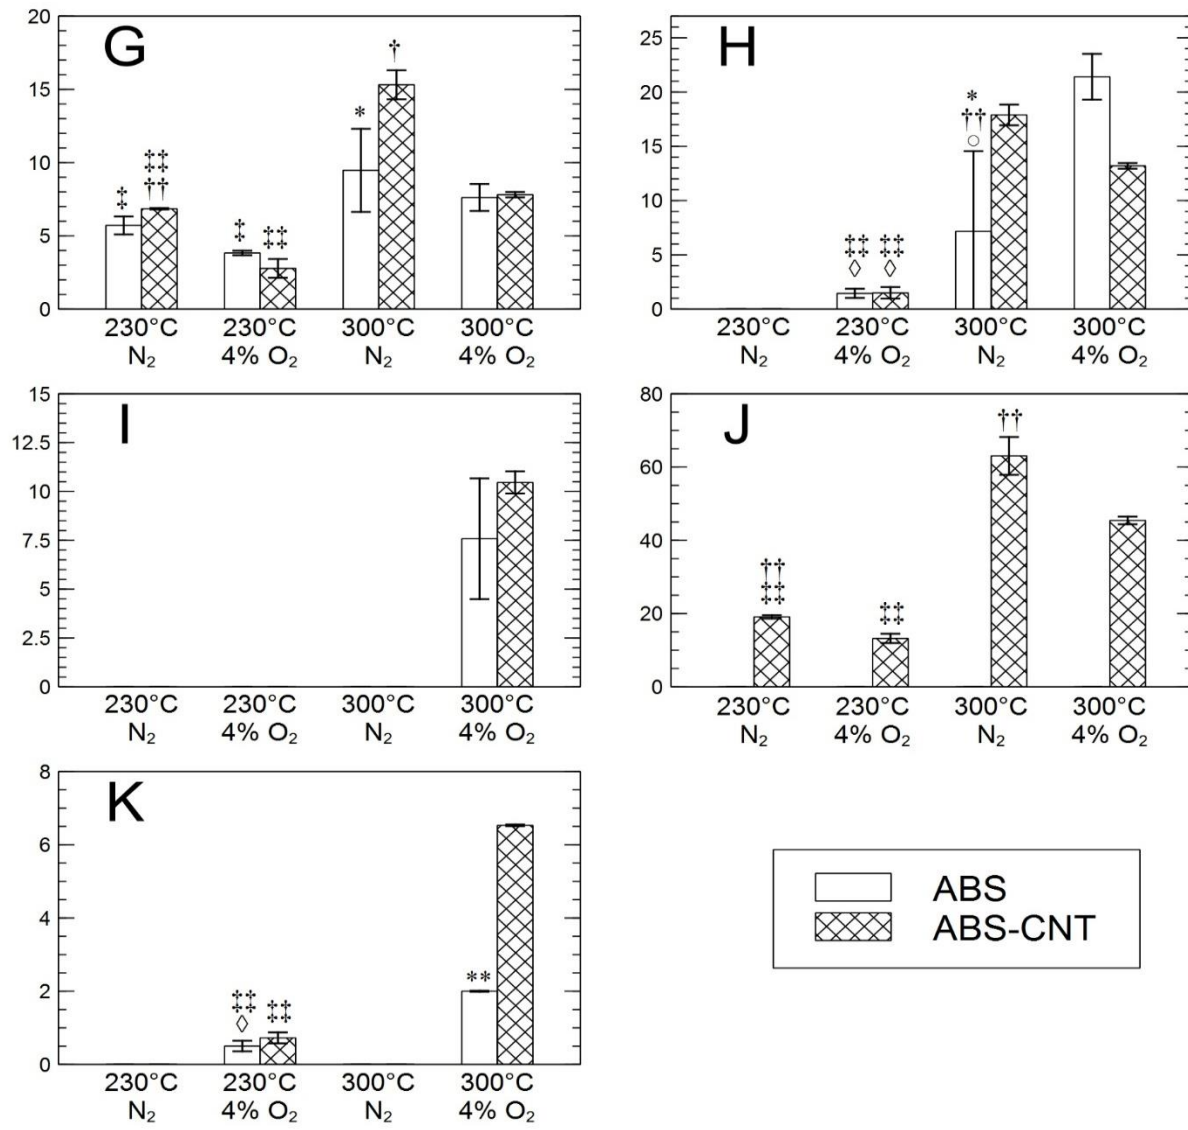 G
20
15
10
5
0
*
†
‡
‡‡
‡‡
††
‡
‡‡
230°C 230°C 300°C 300°C
N₂ 4% O₂ N₂ 4% O₂
H
25
20
15
10
5
0
‡‡ ◊
‡‡ ◊
*
††
○
230°C 230°C 300°C 300°C
N₂ 4% O₂ N₂ 4% O₂
I
15
12.5
10
7.5
5
2.5
0
230°C 230°C 300°C 300°C
N₂ 4% O₂ N₂ 4% O₂
J
80
60
40
20
0
††
‡‡
‡‡
††
230°C 230°C 300°C 300°C
N₂ 4% O₂ N₂ 4% O₂
K
8
6
4
2
0
‡‡
◊
‡‡
**
230°C 230°C 300°C 300°C
N₂ 4% O₂ N₂ 4% O₂
ABS
ABS-CNT